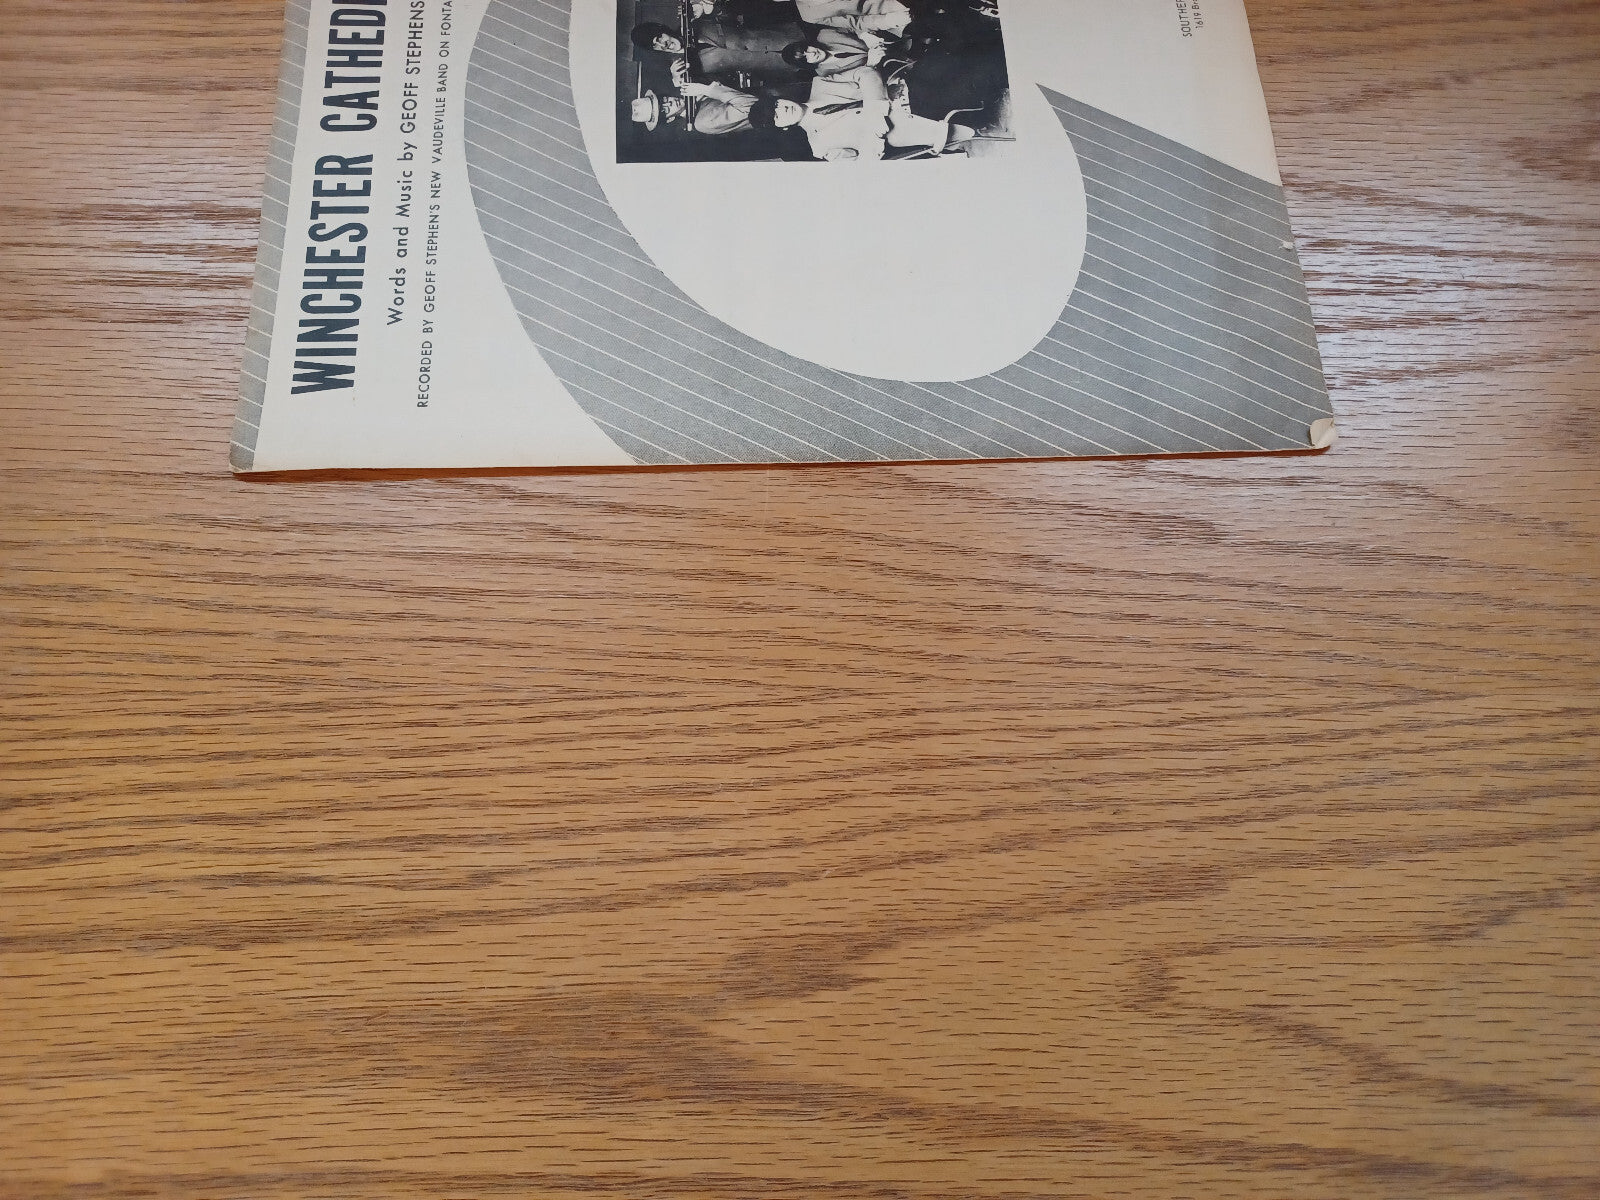 WINCHESTER CATHED
Words and Music by GEOFF STEPHENS
RECORDED BY GEOFF STEPHEN'S NEW VAUDEVILLE BAND ON FONTA
SOUTHE
1619 Br